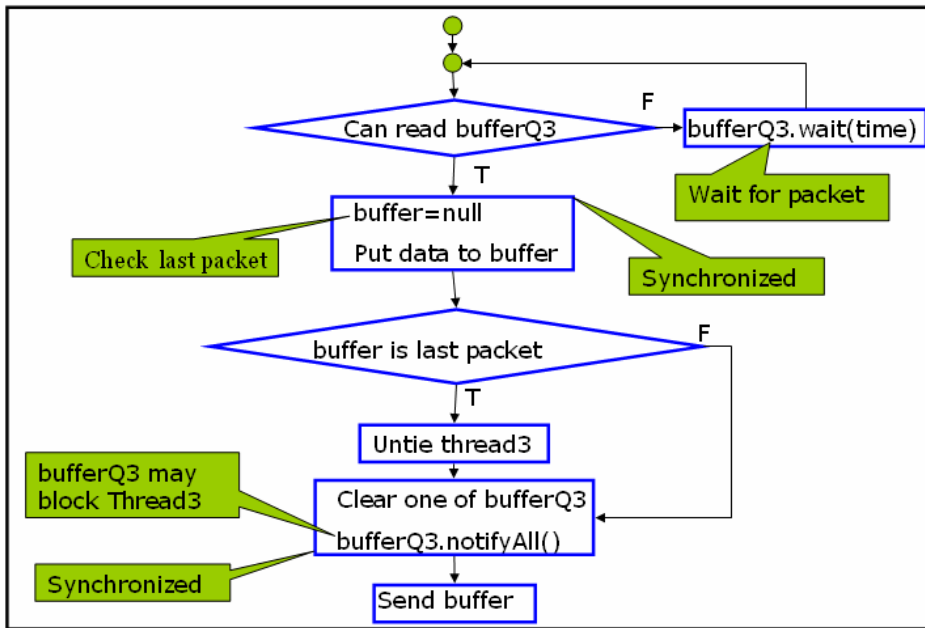 Can read bufferQ3
F
bufferQ3.wait(time)
Wait for packet
T
buffer=null
Put data to buffer
Check last packet
Synchronized
buffer is last packet
F
T
Untie thread3
bufferQ3 may
block Thread3
Clear one of bufferQ3
bufferQ3.notifyAll()
Synchronized
Send buffer